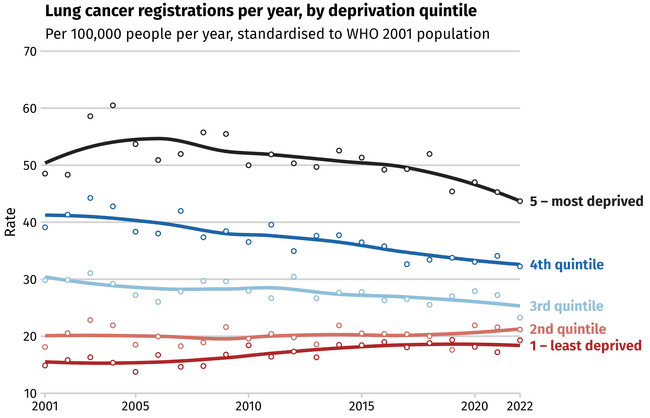 Lung cancer registrations per year, by deprivation quintile
Per 100,000 people per year, standardised to WHO 2001 population
70
60
50
40
30
20
10
Rate
5 – most deprived
4th quintile
3rd quintile
2nd quintile
1 – least deprived
2001 2005 2010 2015 2022